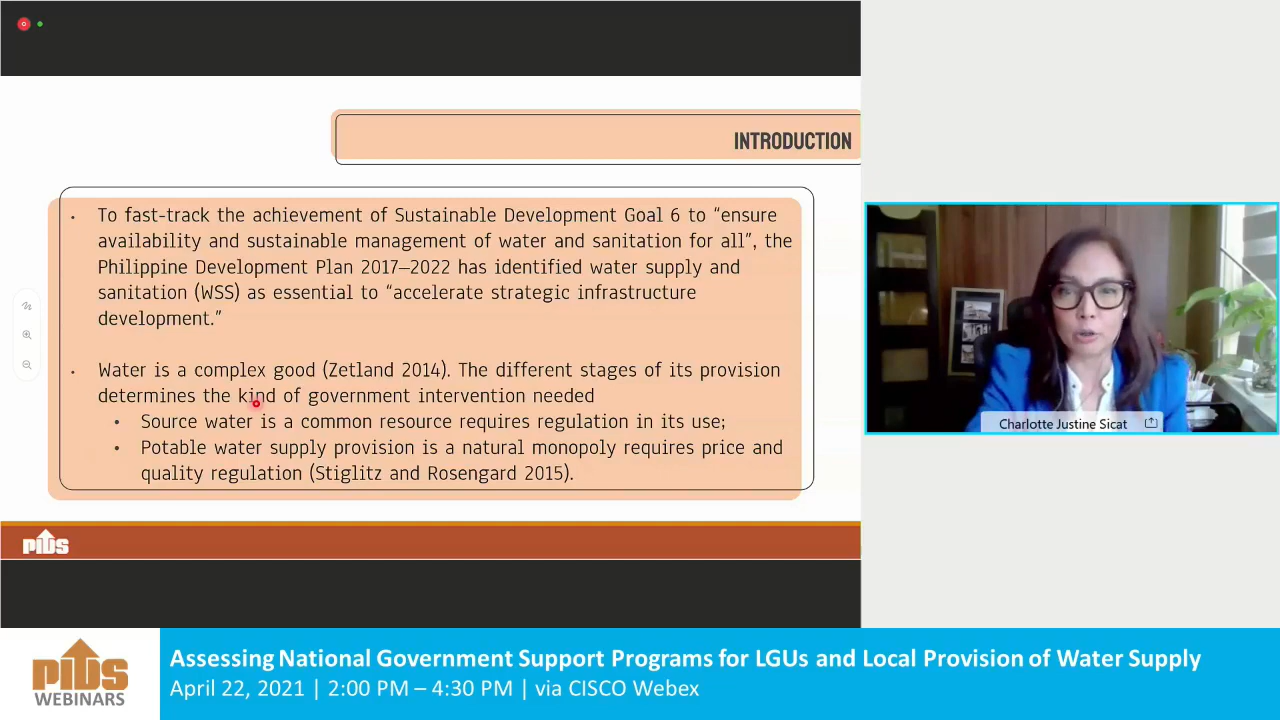 INTRODUCTION
• To fast-track the achievement of Sustainable Development Goal 6 to “ensure
availability and sustainable management of water and sanitation for all”, the
Philippine Development Plan 2017–2022 has identified water supply and
sanitation (WSS) as essential to “accelerate strategic infrastructure
development.”
• Water is a complex good (Zetland 2014). The different stages of its provision
determines the kind of government intervention needed
• Source water is a common resource requires regulation in its use;
• Potable water supply provision is a natural monopoly requires price and
quality regulation (Stiglitz and Rosengard 2015).
PIDS
Charlotte Justine Sicat
PIDS
WEBINARS
Assessing National Government Support Programs for LGUs and Local Provision of Water Supply
April 22, 2021 | 2:00 PM – 4:30 PM | via CISCO Webex